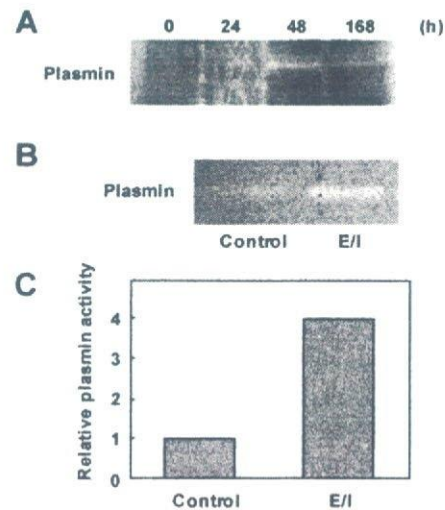 A
0 24 48 168 (h)
Plasmin
B
Plasmin
Control E/I
C
Relative plasmin activity
4
3
2
1
0
Control E/I